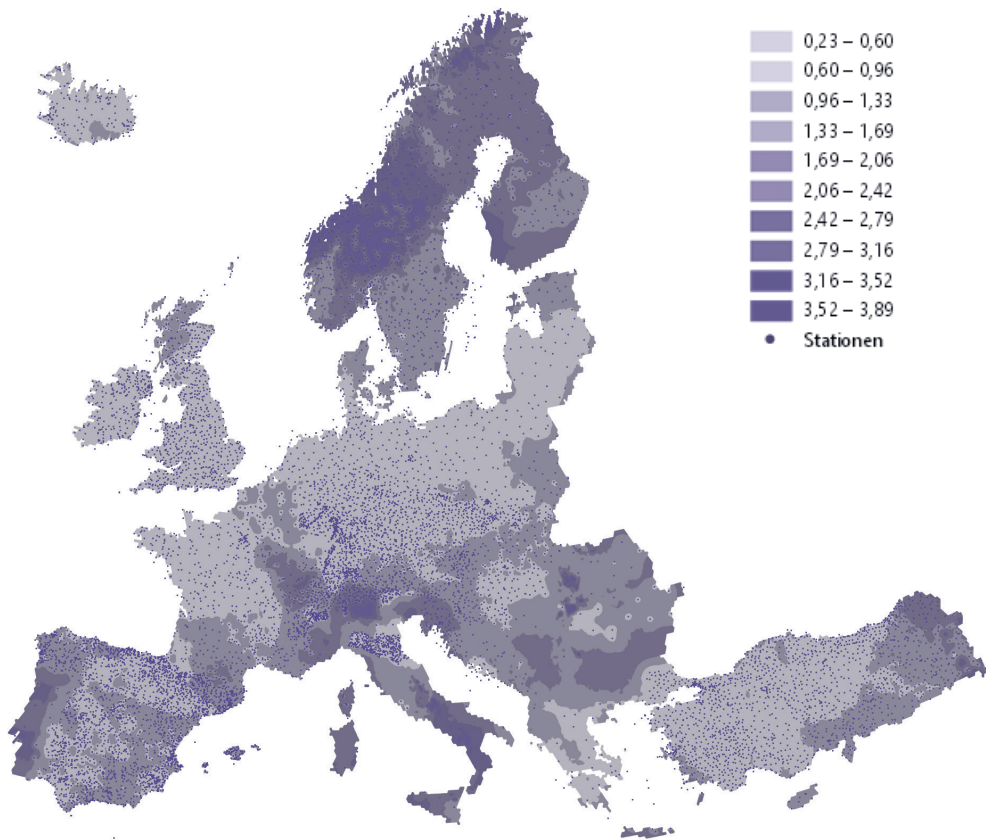 0,23 – 0,60
0,60 – 0,96
0,96 – 1,33
1,33 – 1,69
1,69 – 2,06
2,06 – 2,42
2,42 – 2,79
2,79 – 3,16
3,16 – 3,52
3,52 – 3,89
Stationen